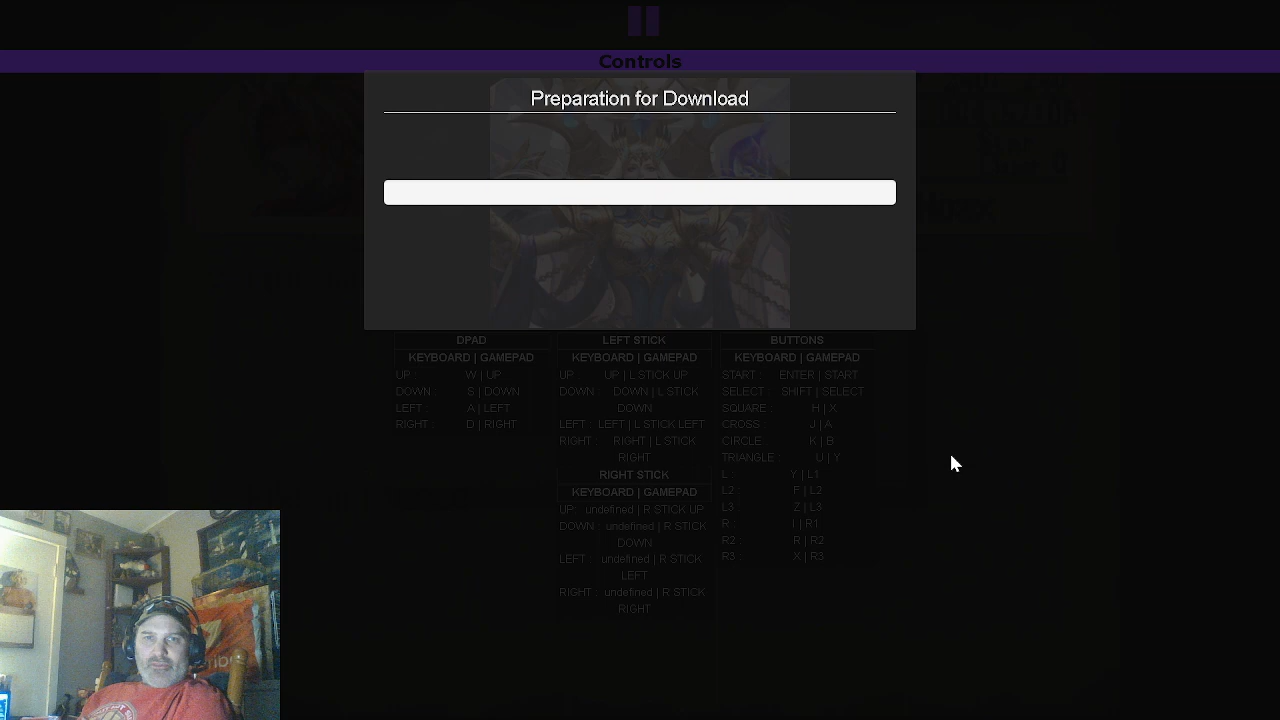 Controls
Preparation for Download
DPAD
KEYBOARD | GAMEPAD
UP : W | UP
DOWN : S | DOWN
LEFT : A | LEFT
RIGHT : D | RIGHT
LEFT STICK
KEYBOARD | GAMEPAD
UP : UP | L STICK UP
DOWN : DOWN | L STICK
DOWN
LEFT : LEFT | L STICK LEFT
RIGHT : RIGHT | L STICK
RIGHT
RIGHT STICK
KEYBOARD | GAMEPAD
UP : undefined | R STICK UP
DOWN : undefined | R STICK
DOWN
LEFT : undefined | R STICK
LEFT
RIGHT : undefined | R STICK
RIGHT
BUTTONS
KEYBOARD | GAMEPAD
START : ENTER | START
SELECT : SHIFT | SELECT
SQUARE : H | X
CROSS : J | A
CIRCLE : K | B
TRIANGLE : U | Y
L : Y | L1
L2 : F | L2
L3 : Z | L3
R : I | R1
R2 : R | R2
R3 : X | R3